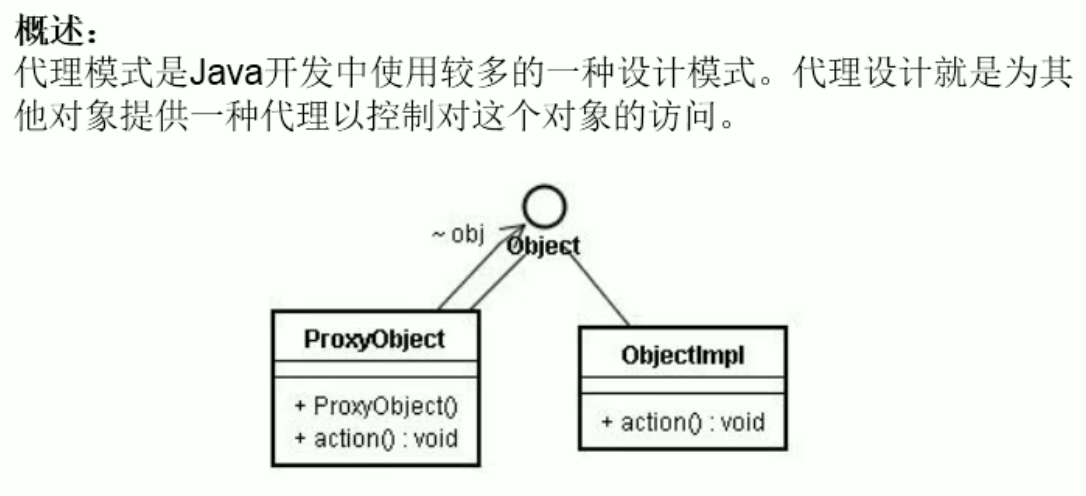 概述：
代理模式是Java开发中使用较多的一种设计模式。代理设计就是为其
他对象提供一种代理以控制对这个对象的访问。
~ obj
Object
ProxyObject
+ ProxyObject()
+ action() : void
ObjectImpl
+ action() : void